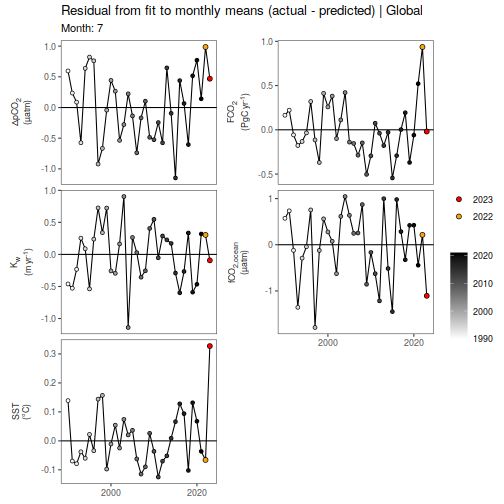 Residual from fit to monthly means (actual - predicted) | Global
Month: 7
ΔpCO₂
(µatm)
1.0
0.5
0.0
-0.5
-1.0
FCO₂
(PgC yr⁻¹)
1.0
0.5
0.0
-0.5
K_w
(m yr⁻¹)
1.0
0.5
0.0
-0.5
-1.0
fCO₂,ocean
(µatm)
1
0
-1
2000
2020
SST
(°C)
0.3
0.2
0.1
0.0
-0.1
2000
2020
2023
2022
2020
2010
2000
1990